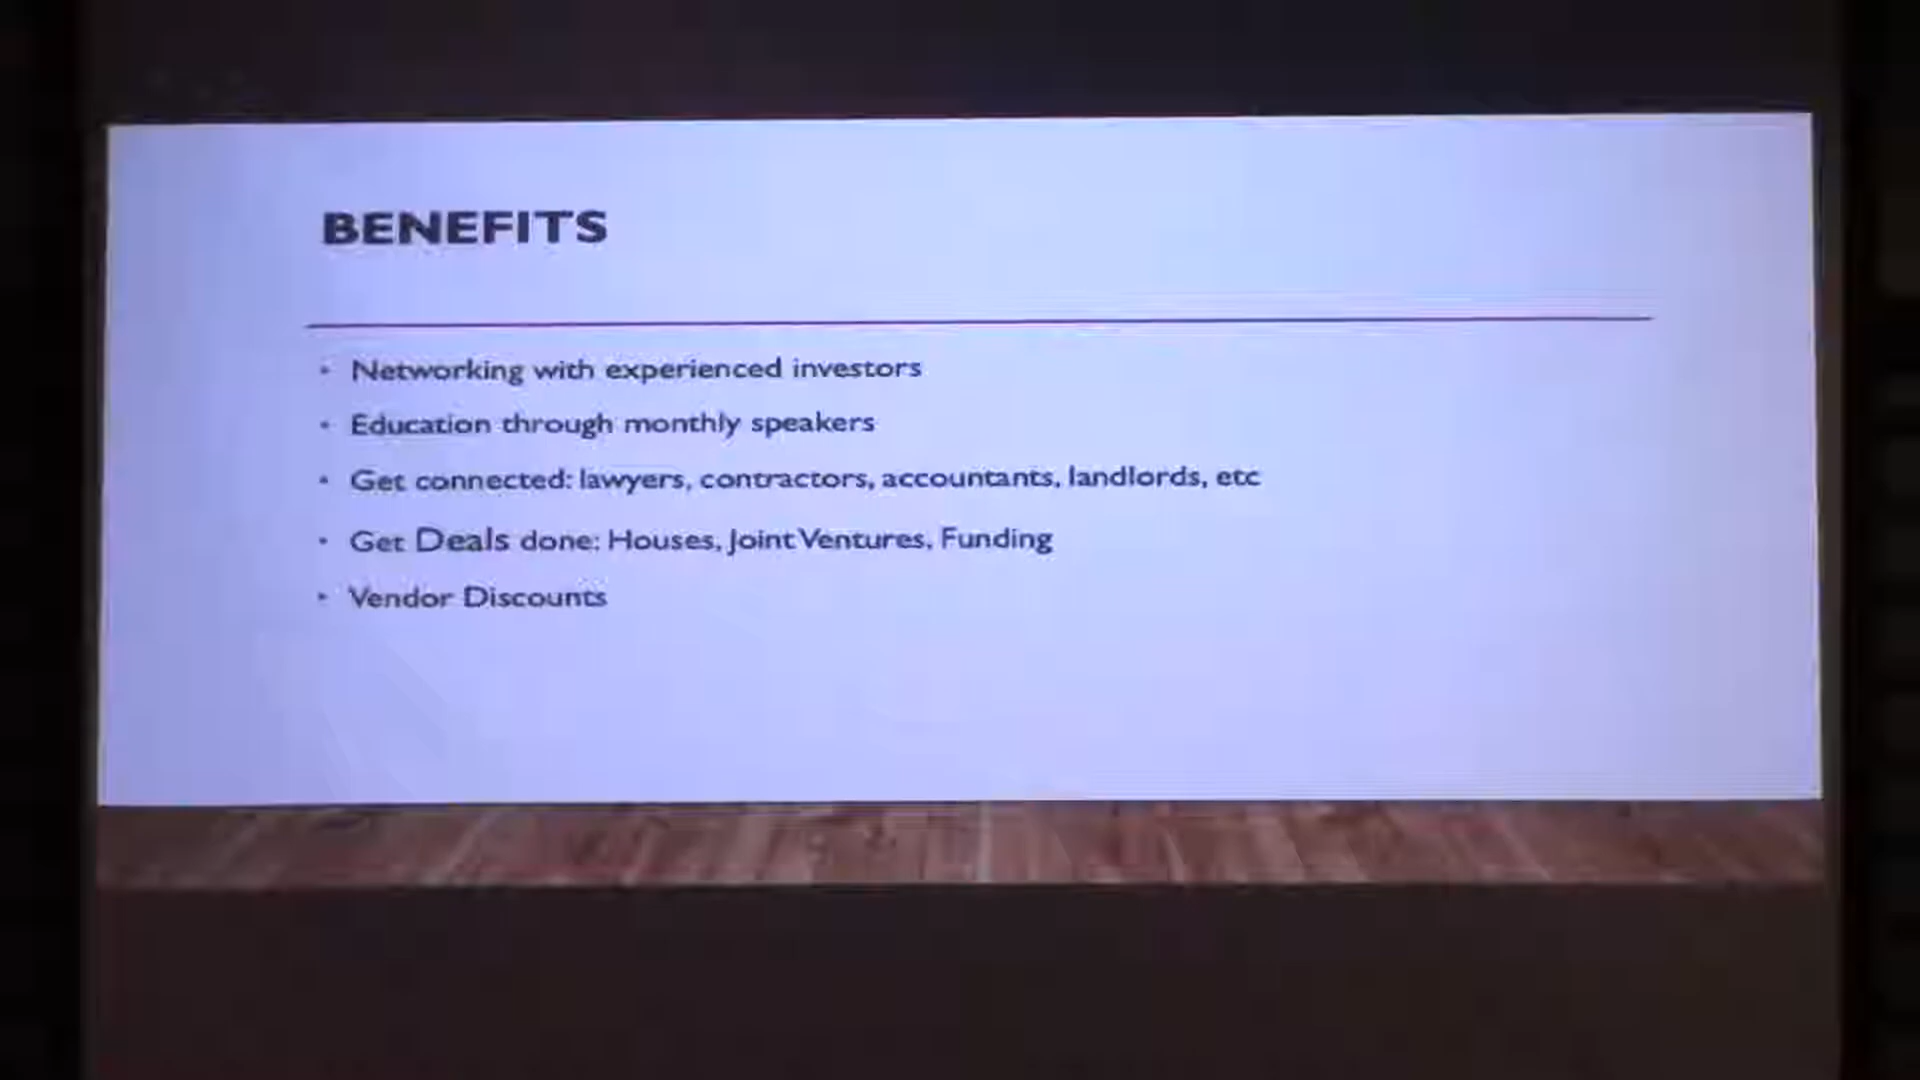 BENEFITS
• Networking with experienced investors
• Education through monthly speakers
• Get connected: lawyers, contractors, accountants, landlords, etc
• Get Deals done: Houses, Joint Ventures, Funding
• Vendor Discounts